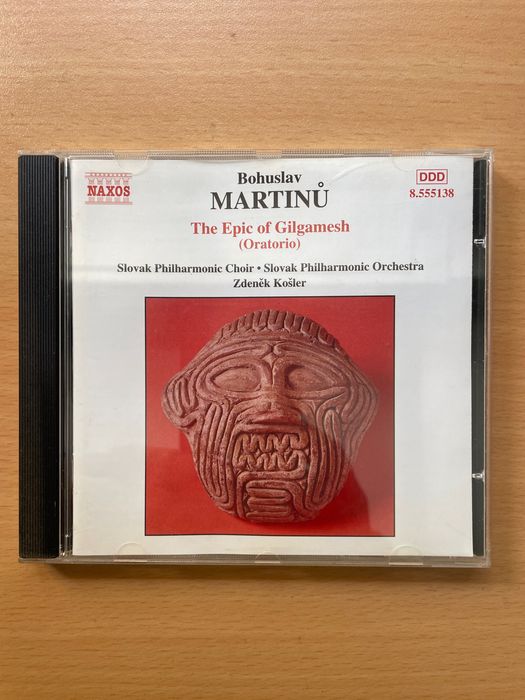 NAXOS
DDD
8.555138
Bohuslav
MARTINŮ
The Epic of Gilgamesh
(Oratorio)
Slovak Philharmonic Choir • Slovak Philharmonic Orchestra
Zdeněk Košler